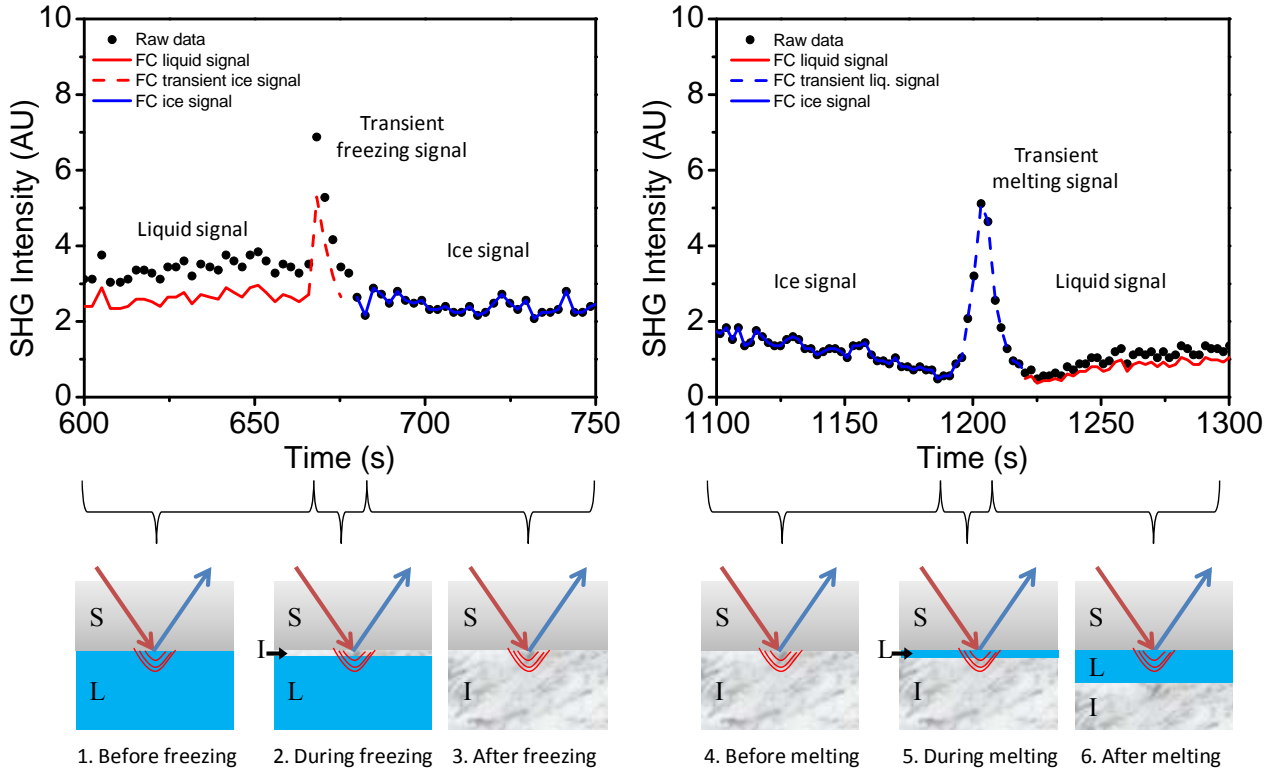 10
8
6
4
2
0
SHG Intensity (AU)
Raw data
FC liquid signal
FC transient ice signal
FC ice signal
Transient
freezing signal
Liquid signal
Ice signal
600
650
700
750
Time (s)
10
8
6
4
2
0
SHG Intensity (AU)
Raw data
FC liquid signal
FC transient liq. signal
FC ice signal
Transient
melting signal
Ice signal
Liquid signal
1100
1150
1200
1250
1300
Time (s)
S
L
1. Before freezing
S
I
L
2. During freezing
S
I
3. After freezing
S
I
4. Before melting
S
L
I
5. During melting
S
L
I
6. After melting